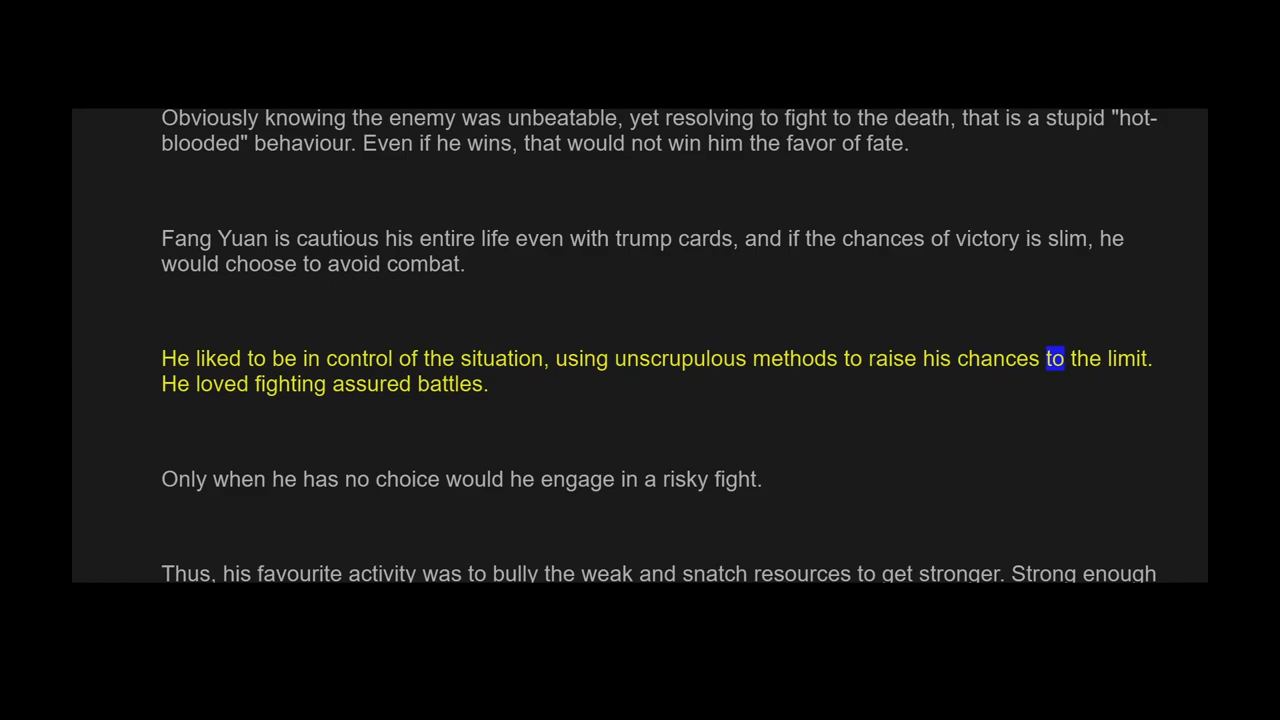 Obviously knowing the enemy was unbeatable, yet resolving to fight to the death, that is a stupid "hot-
blooded" behaviour. Even if he wins, that would not win him the favor of fate.
Fang Yuan is cautious his entire life even with trump cards, and if the chances of victory is slim, he
would choose to avoid combat.
He liked to be in control of the situation, using unscrupulous methods to raise his chances to the limit.
He loved fighting assured battles.
Only when he has no choice would he engage in a risky fight.
Thus, his favourite activity was to bully the weak and snatch resources to get stronger. Strong enough